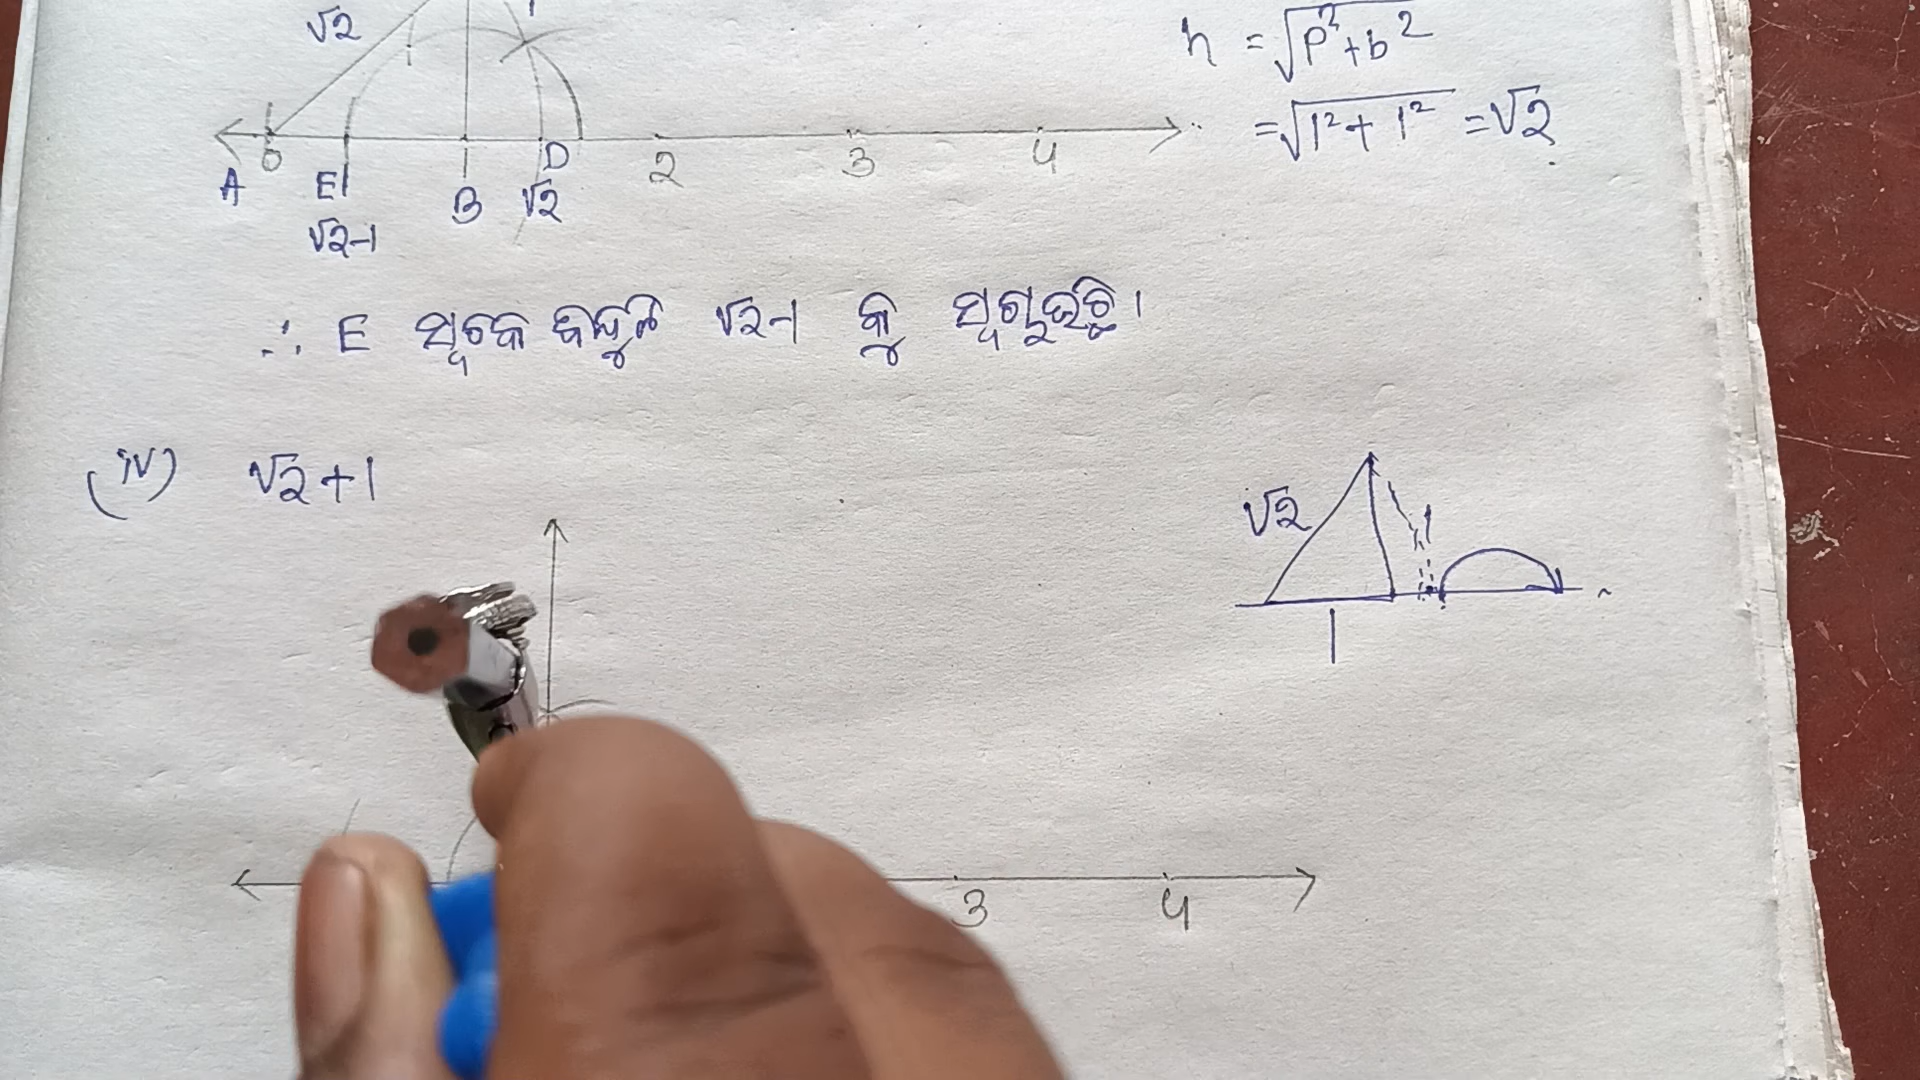 √2
h = √p²+b²
= √1²+1² = √2
0 2 3 4
A E D
B √2
√2-1
∴ E √2-1 କୁ
(iv) √2+1
√2 1
1
3 4